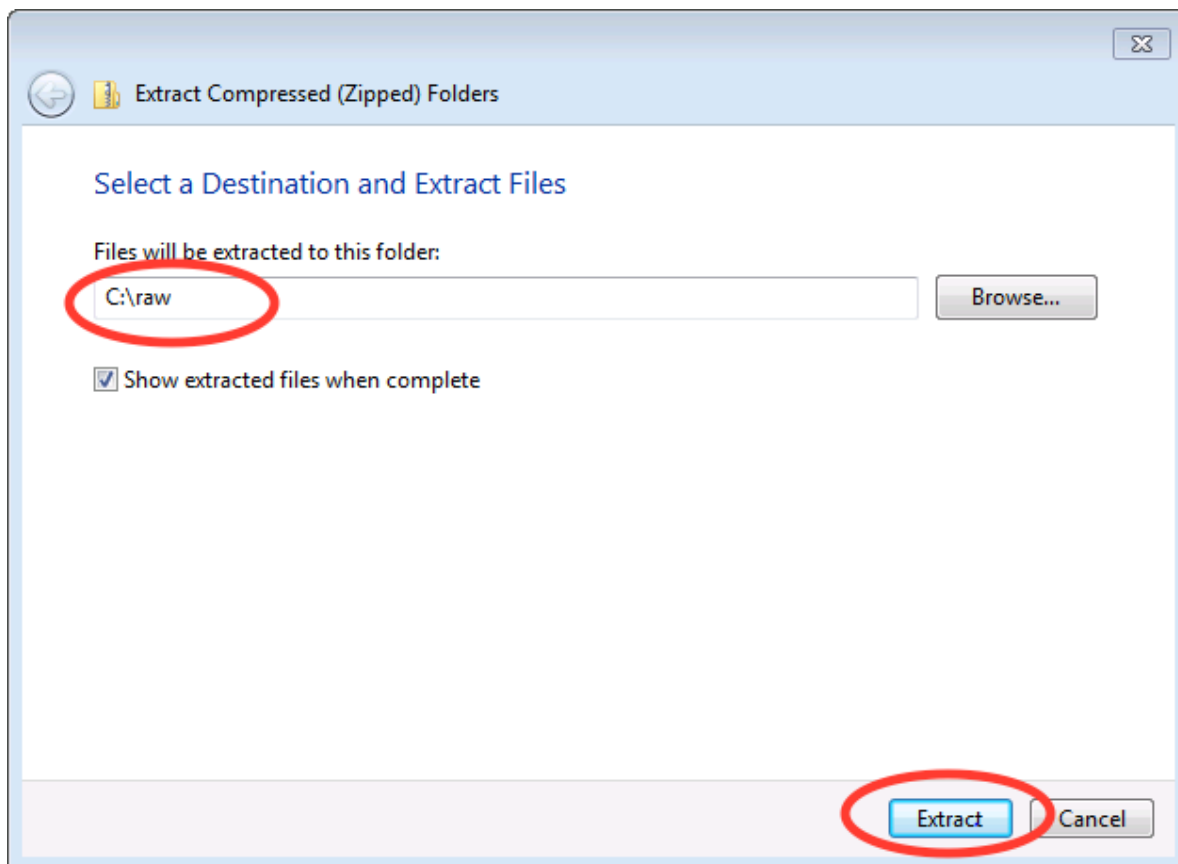 Extract Compressed (Zipped) Folders
Select a Destination and Extract Files
Files will be extracted to this folder:
C:\raw
Browse...
Show extracted files when complete
Extract
Cancel